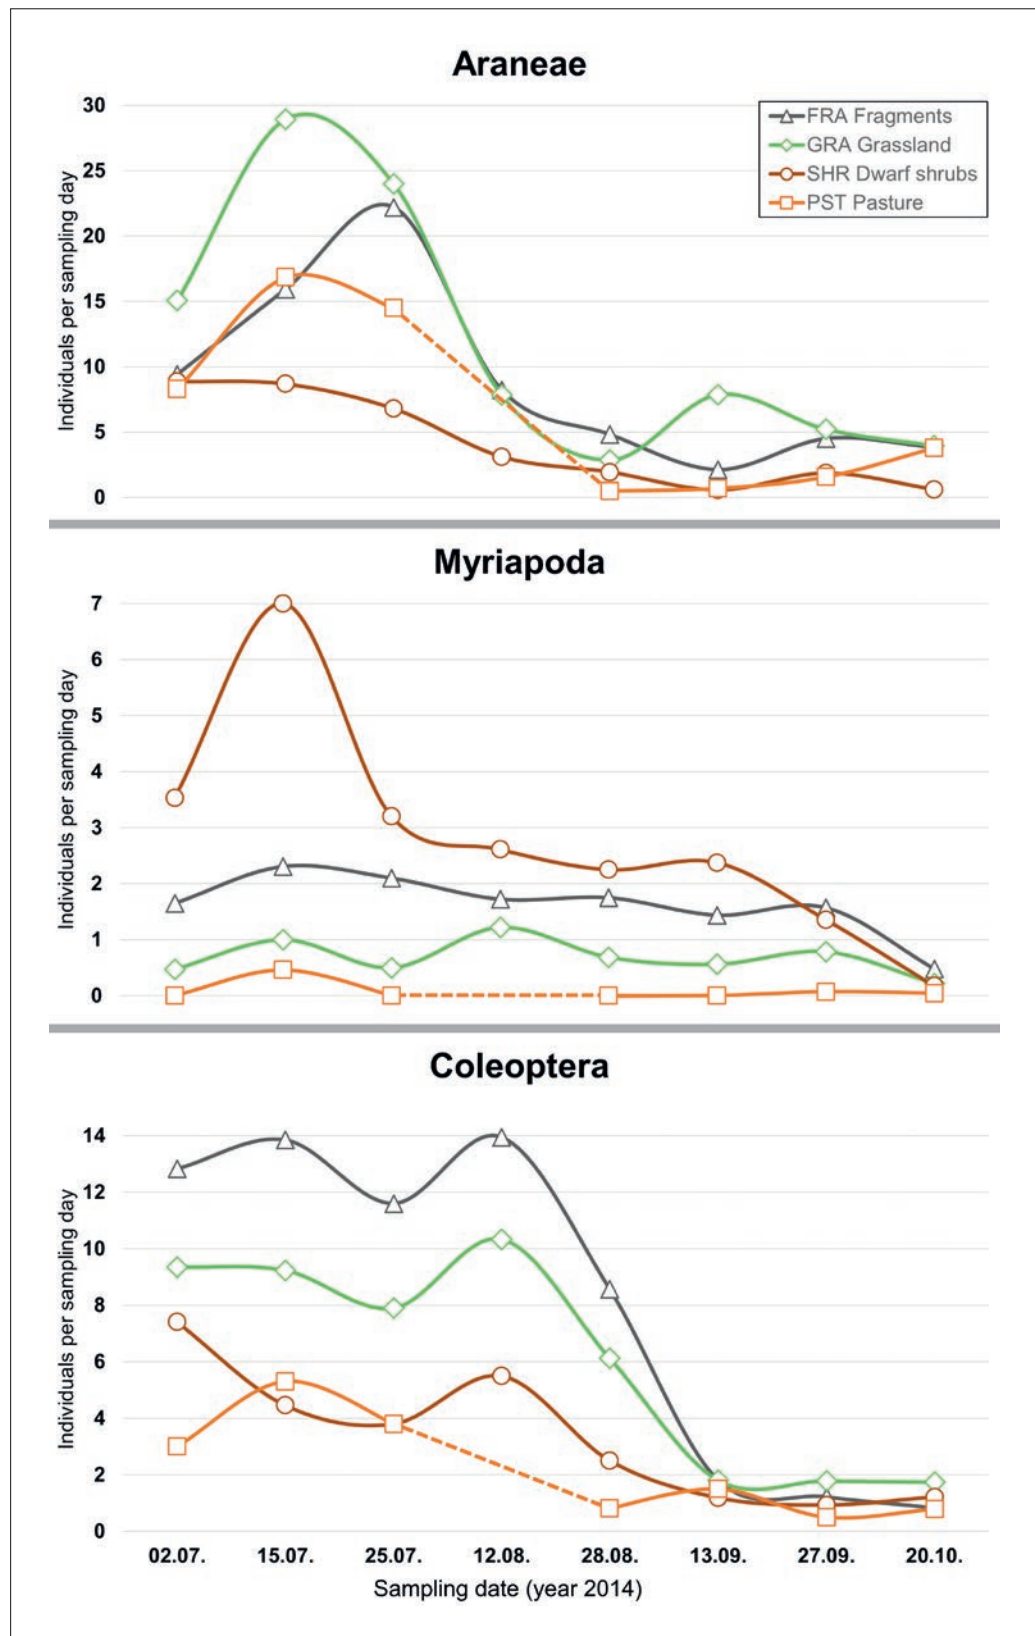 Araneae
Individuals per sampling day
30
25
20
15
10
5
0
FRA Fragments
GRA Grassland
SHR Dwarf shrubs
PST Pasture
Myriapoda
Individuals per sampling day
7
6
5
4
3
2
1
0
Coleoptera
Individuals per sampling day
14
12
10
8
6
4
2
0
02.07. 15.07. 25.07. 12.08. 28.08. 13.09. 27.09. 20.10.
Sampling date (year 2014)